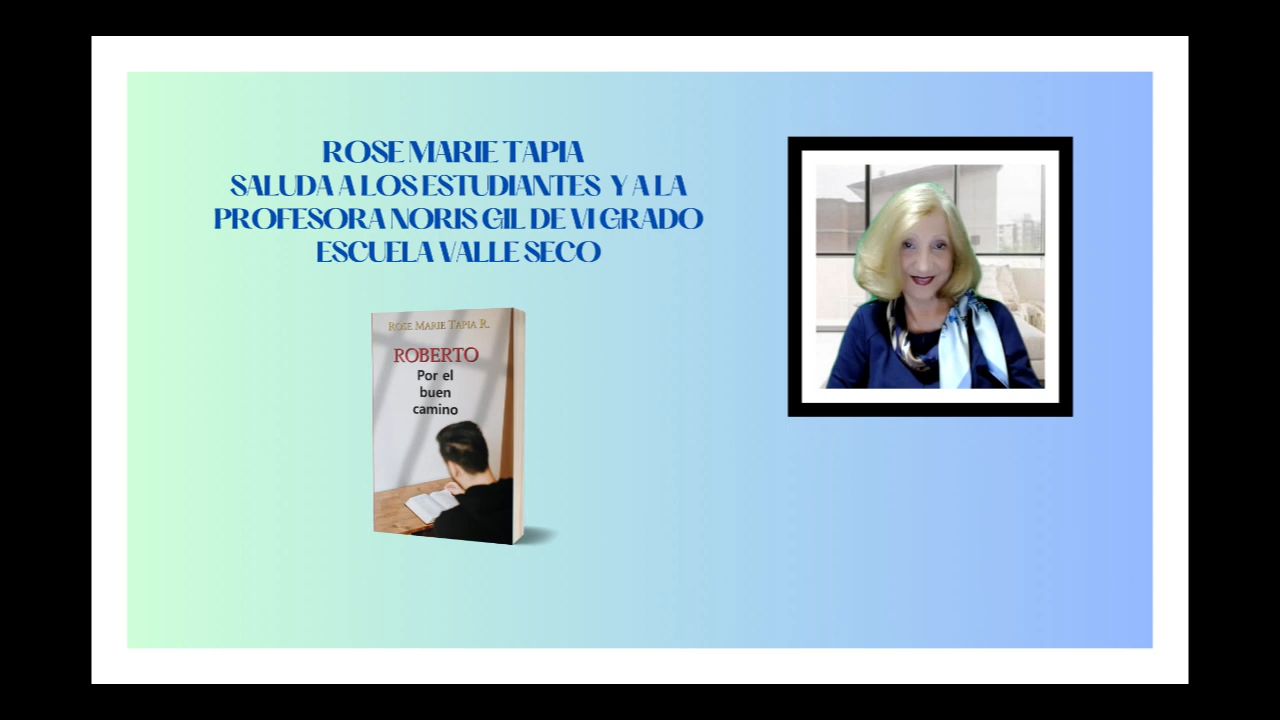 ROSE MARIE TAPIA
SALUDA A LOS ESTUDIANTES Y A LA
PROFESORA NORIS GIL DE VI GRADO
ESCUELA VALLE SECO
ROSE MARIE TAPIA R.
ROBERTO
Por el
buen
camino